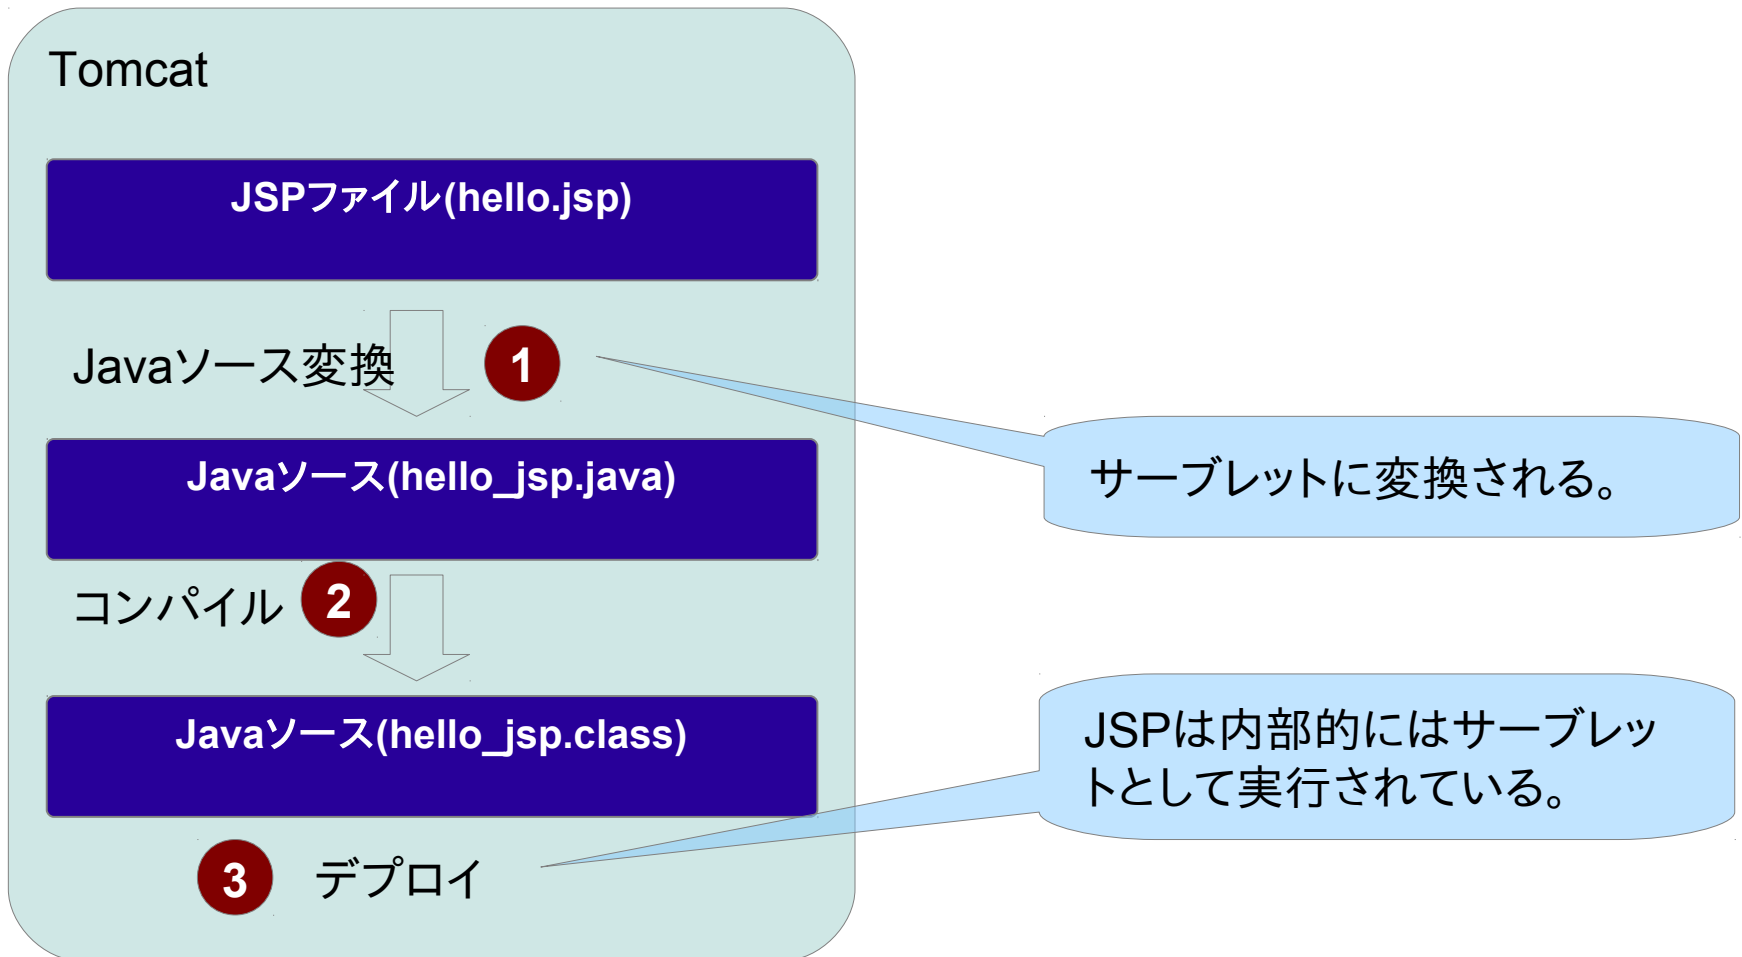 Tomcat
JSPファイル(hello.jsp)
Javaソース変換
1
サーブレットに変換される。
Javaソース(hello_jsp.java)
コンパイル
2
Javaソース(hello_jsp.class)
JSPは内部的にはサーブレッ
トとして実行されている。
3
デプロイ